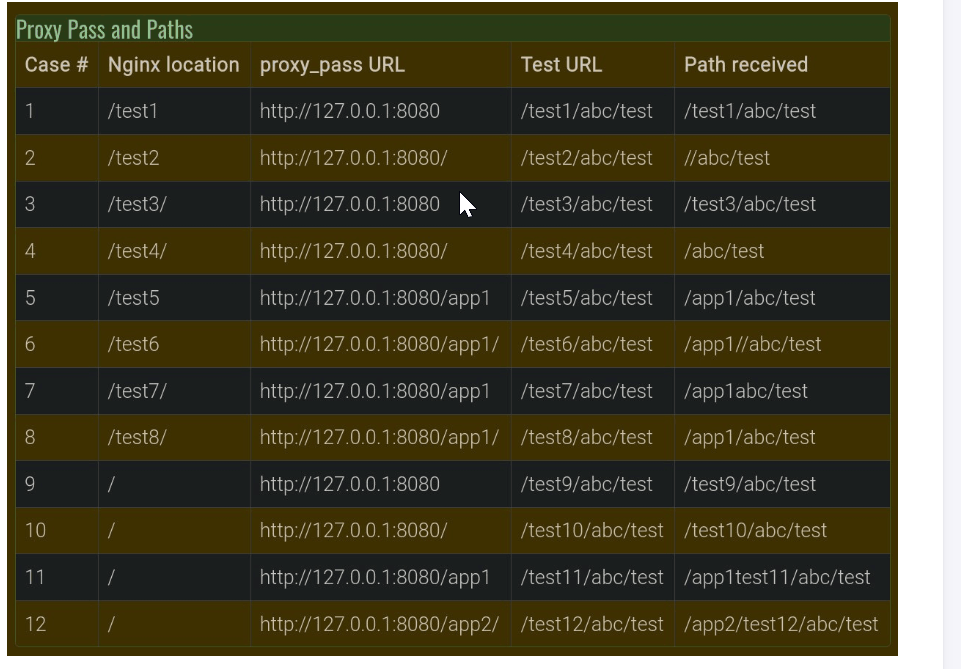 Proxy Pass and Paths
Case # Nginx location proxy_pass URL Test URL Path received
1 /test1 http://127.0.0.1:8080 /test1/abc/test /test1/abc/test
2 /test2 http://127.0.0.1:8080/ /test2/abc/test //abc/test
3 /test3/ http://127.0.0.1:8080 /test3/abc/test /test3/abc/test
4 /test4/ http://127.0.0.1:8080/ /test4/abc/test /abc/test
5 /test5 http://127.0.0.1:8080/app1 /test5/abc/test /app1/abc/test
6 /test6 http://127.0.0.1:8080/app1/ /test6/abc/test /app1//abc/test
7 /test7/ http://127.0.0.1:8080/app1 /test7/abc/test /app1abc/test
8 /test8/ http://127.0.0.1:8080/app1/ /test8/abc/test /app1/abc/test
9 / http://127.0.0.1:8080 /test9/abc/test /test9/abc/test
10 / http://127.0.0.1:8080/ /test10/abc/test /test10/abc/test
11 / http://127.0.0.1:8080/app1 /test11/abc/test /app1test11/abc/test
12 / http://127.0.0.1:8080/app2/ /test12/abc/test /app2/test12/abc/test